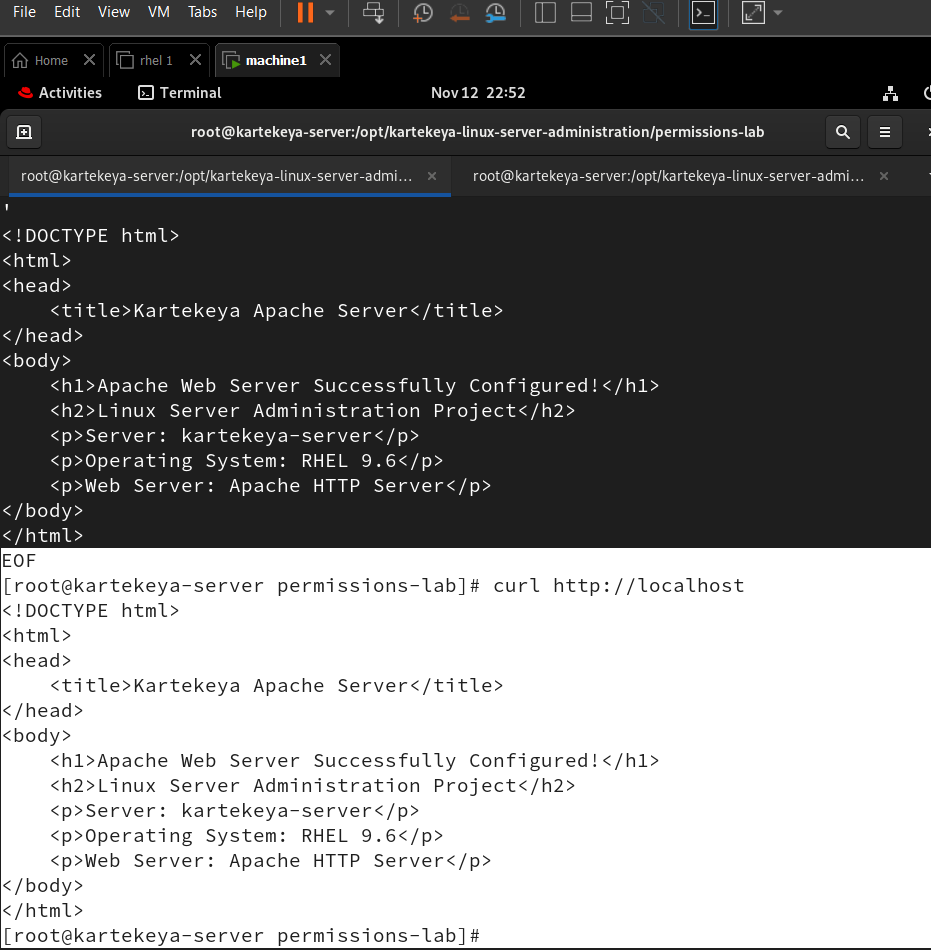 File Edit View VM Tabs Help
Home rhel 1 machine1
Activities Terminal Nov 12 22:52
root@kartekeya-server:/opt/kartekeya-linux-server-administration/permissions-lab
root@kartekeya-server:/opt/kartekeya-linux-server-admi... root@kartekeya-server:/opt/kartekeya-linux-server-admi...
'
<!DOCTYPE html>
<html>
<head>
    <title>Kartekeya Apache Server</title>
</head>
<body>
    <h1>Apache Web Server Successfully Configured!</h1>
    <h2>Linux Server Administration Project</h2>
    <p>Server: kartekeya-server</p>
    <p>Operating System: RHEL 9.6</p>
    <p>Web Server: Apache HTTP Server</p>
</body>
</html>
EOF
[root@kartekeya-server permissions-lab]# curl http://localhost
<!DOCTYPE html>
<html>
<head>
    <title>Kartekeya Apache Server</title>
</head>
<body>
    <h1>Apache Web Server Successfully Configured!</h1>
    <h2>Linux Server Administration Project</h2>
    <p>Server: kartekeya-server</p>
    <p>Operating System: RHEL 9.6</p>
    <p>Web Server: Apache HTTP Server</p>
</body>
</html>
[root@kartekeya-server permissions-lab]#